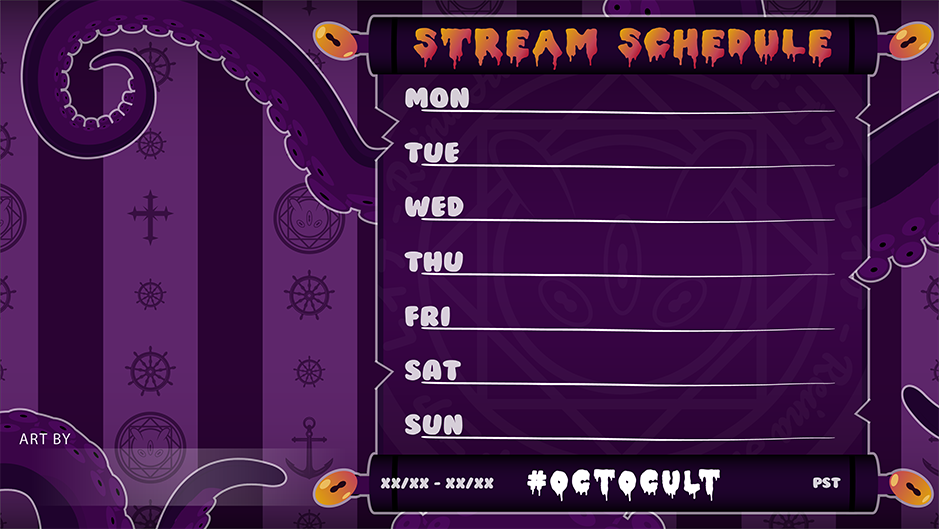 STREAM SCHEDULE
MON
TUE
WED
THU
FRI
SAT
SUN
ART BY
XX/XX - XX/XX #OCTOCULT PST